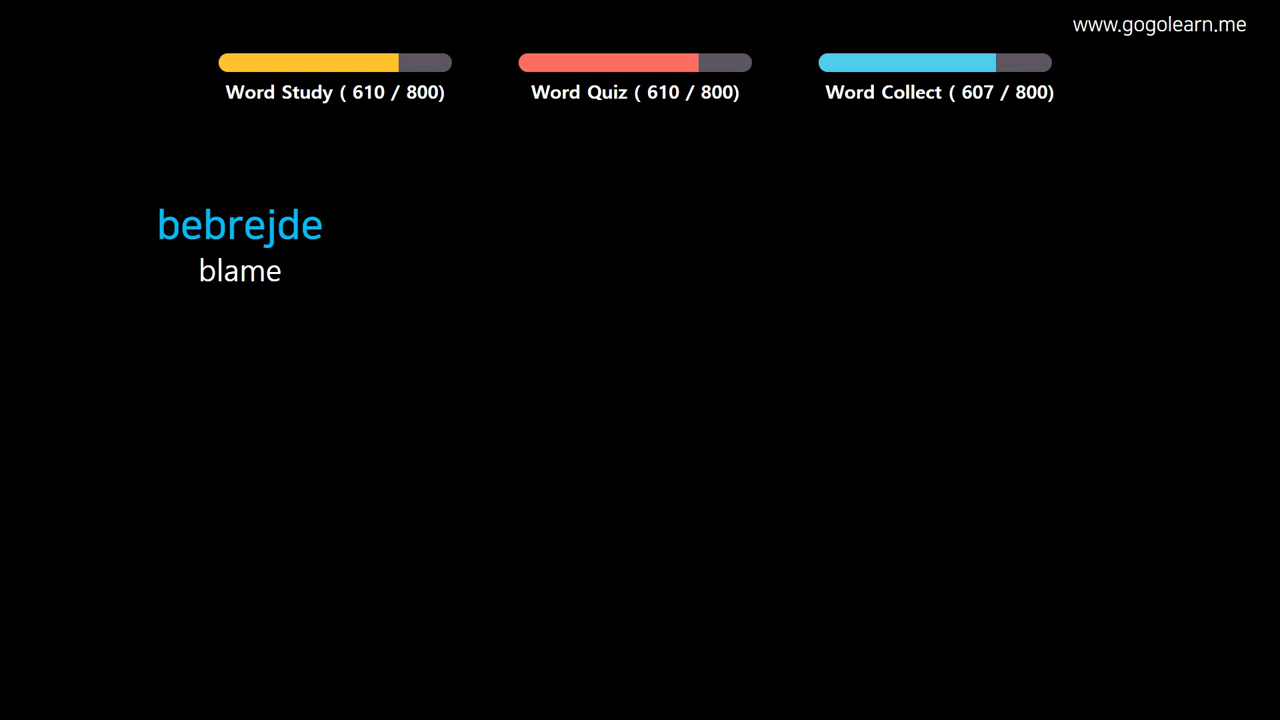 www.gogolearn.me
Word Study ( 610 / 800)
Word Quiz ( 610 / 800)
Word Collect ( 607 / 800)
bebrejde
blame